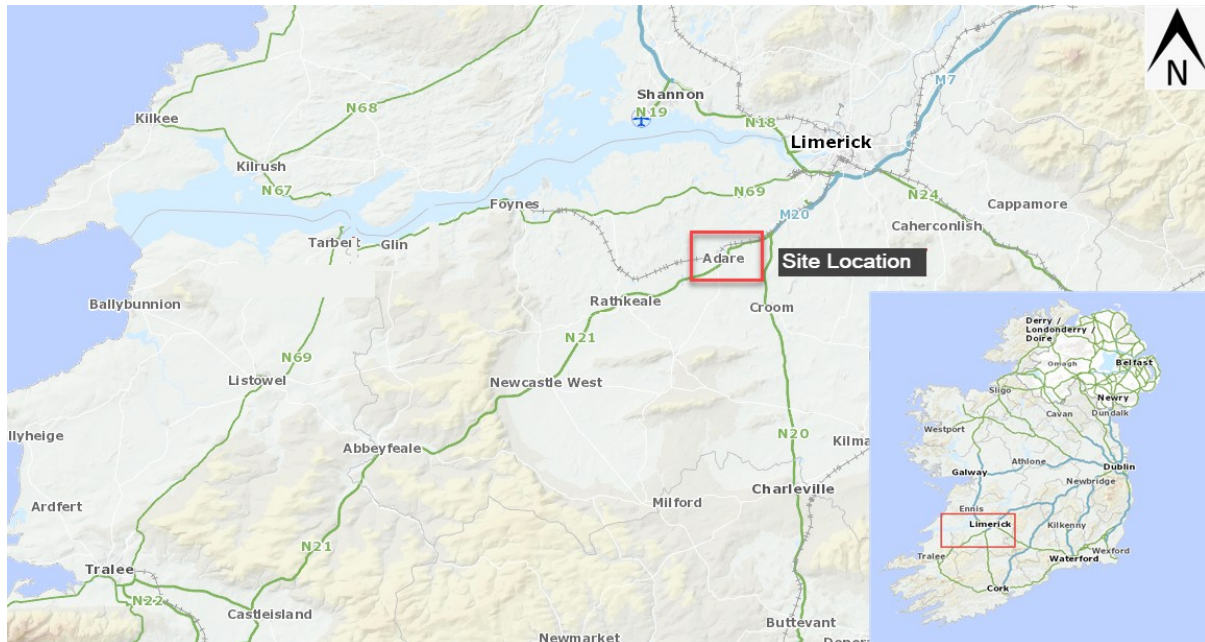 N
M7
Shannon
N19
N68
Kilkee
N18
Limerick
Kilrush
N67
N69
N24
Cappamore
Foynes
M20
Caherconlish
Tarbert
Glin
Adare
Site Location
Ballybunnion
Rathkeale
Croom
N21
N69
Listowel
Newcastle West
N20
Kilma
llyheige
Abbeyfeale
Charleville
Ardfert
Milford
N21
Tralee
N22
Castleisland
Buttevant
Newmarket
Derry /
Londonderry /
Doire
Omagh
Belfast
Sligo
Newry
Cavan
Dundalk
Westport
Athlone
Dublin
Galway
Newbridge
Ennis
Limerick
Kilkenny
Tralee
Wexford
Waterford
Cork